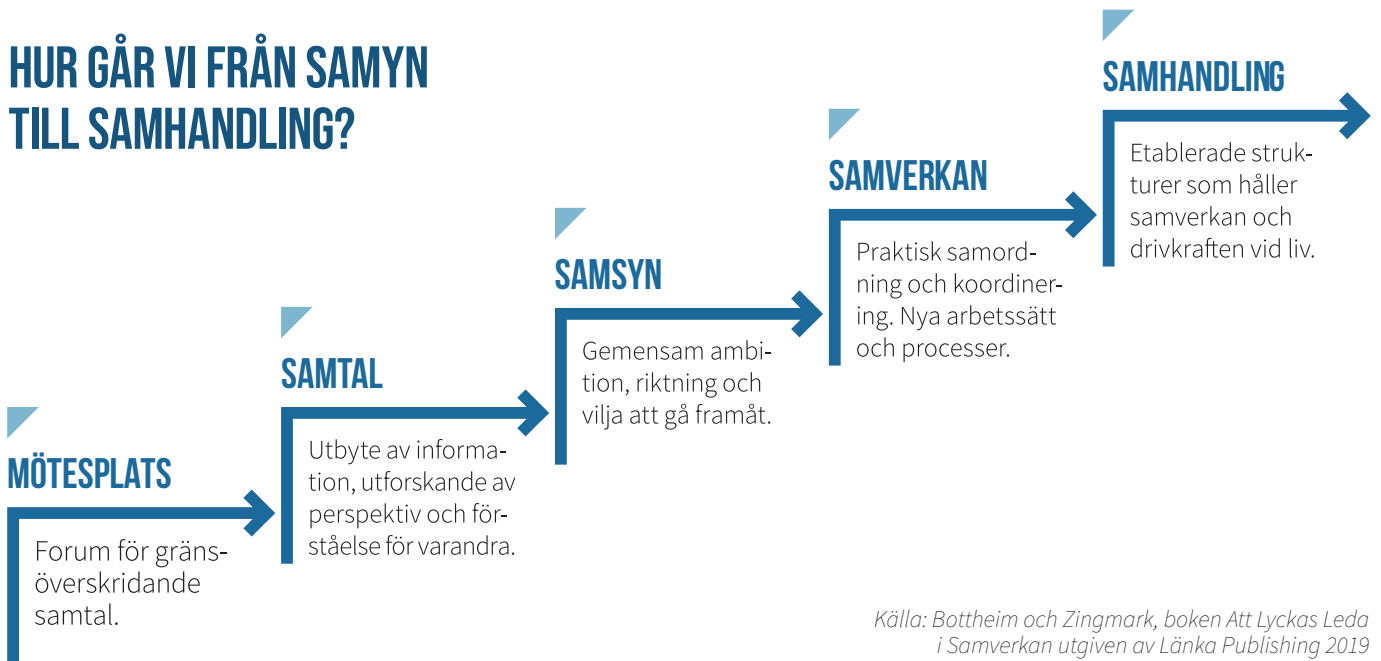 HUR GÅR VI FRÅN SAMYN
TILL SAMHANDLING?
MÖTESPLATS
Forum för gräns-
överskridande
samtal.
SAMTAL
Utbyte av informa-
tion, utforskande av
perspektiv och för-
ståelse för varandra.
SAMSYN
Gemensam ambi-
tion, riktning och
vilja att gå framåt.
SAMVERKAN
Praktisk samord-
ning och koordiner-
ing. Nya arbetssätt
och processer.
SAMHANDLING
Etablerade struk-
turer som håller
samverkan och
drivkraften vid liv.
Källa: Bottheim och Zingmark, boken Att Lyckas Leda
i Samverkan utgiven av Länka Publishing 2019